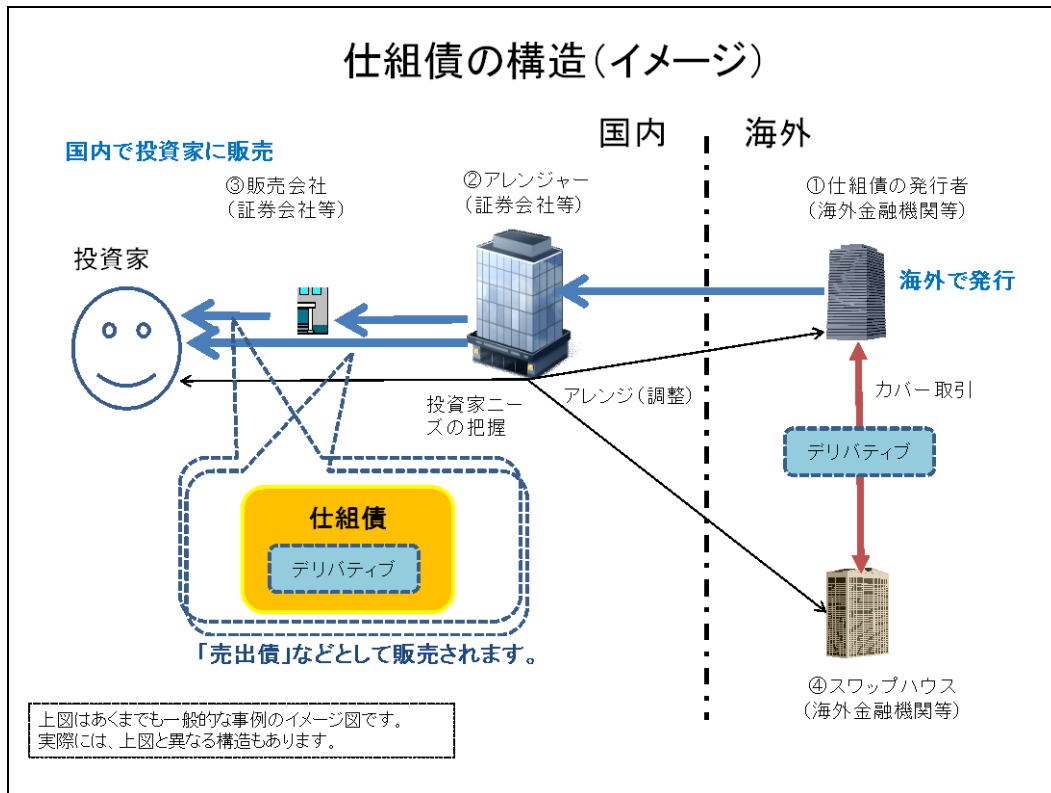 仕組債の構造（イメージ）
国内
海外
国内で投資家に販売
③販売会社
（証券会社等）
②アレンジャー
（証券会社等）
①仕組債の発行者
（海外金融機関等）
投資家
海外で発行
投資家ニー
ズの把握
アレンジ（調整）
カバー取引
デリバティブ
仕組債
デリバティブ
「売出債」などとして販売されます。
④スワップハウス
（海外金融機関等）
上図はあくまでも一般的な事例のイメージ図です。
実際には、上図と異なる構造もあります。